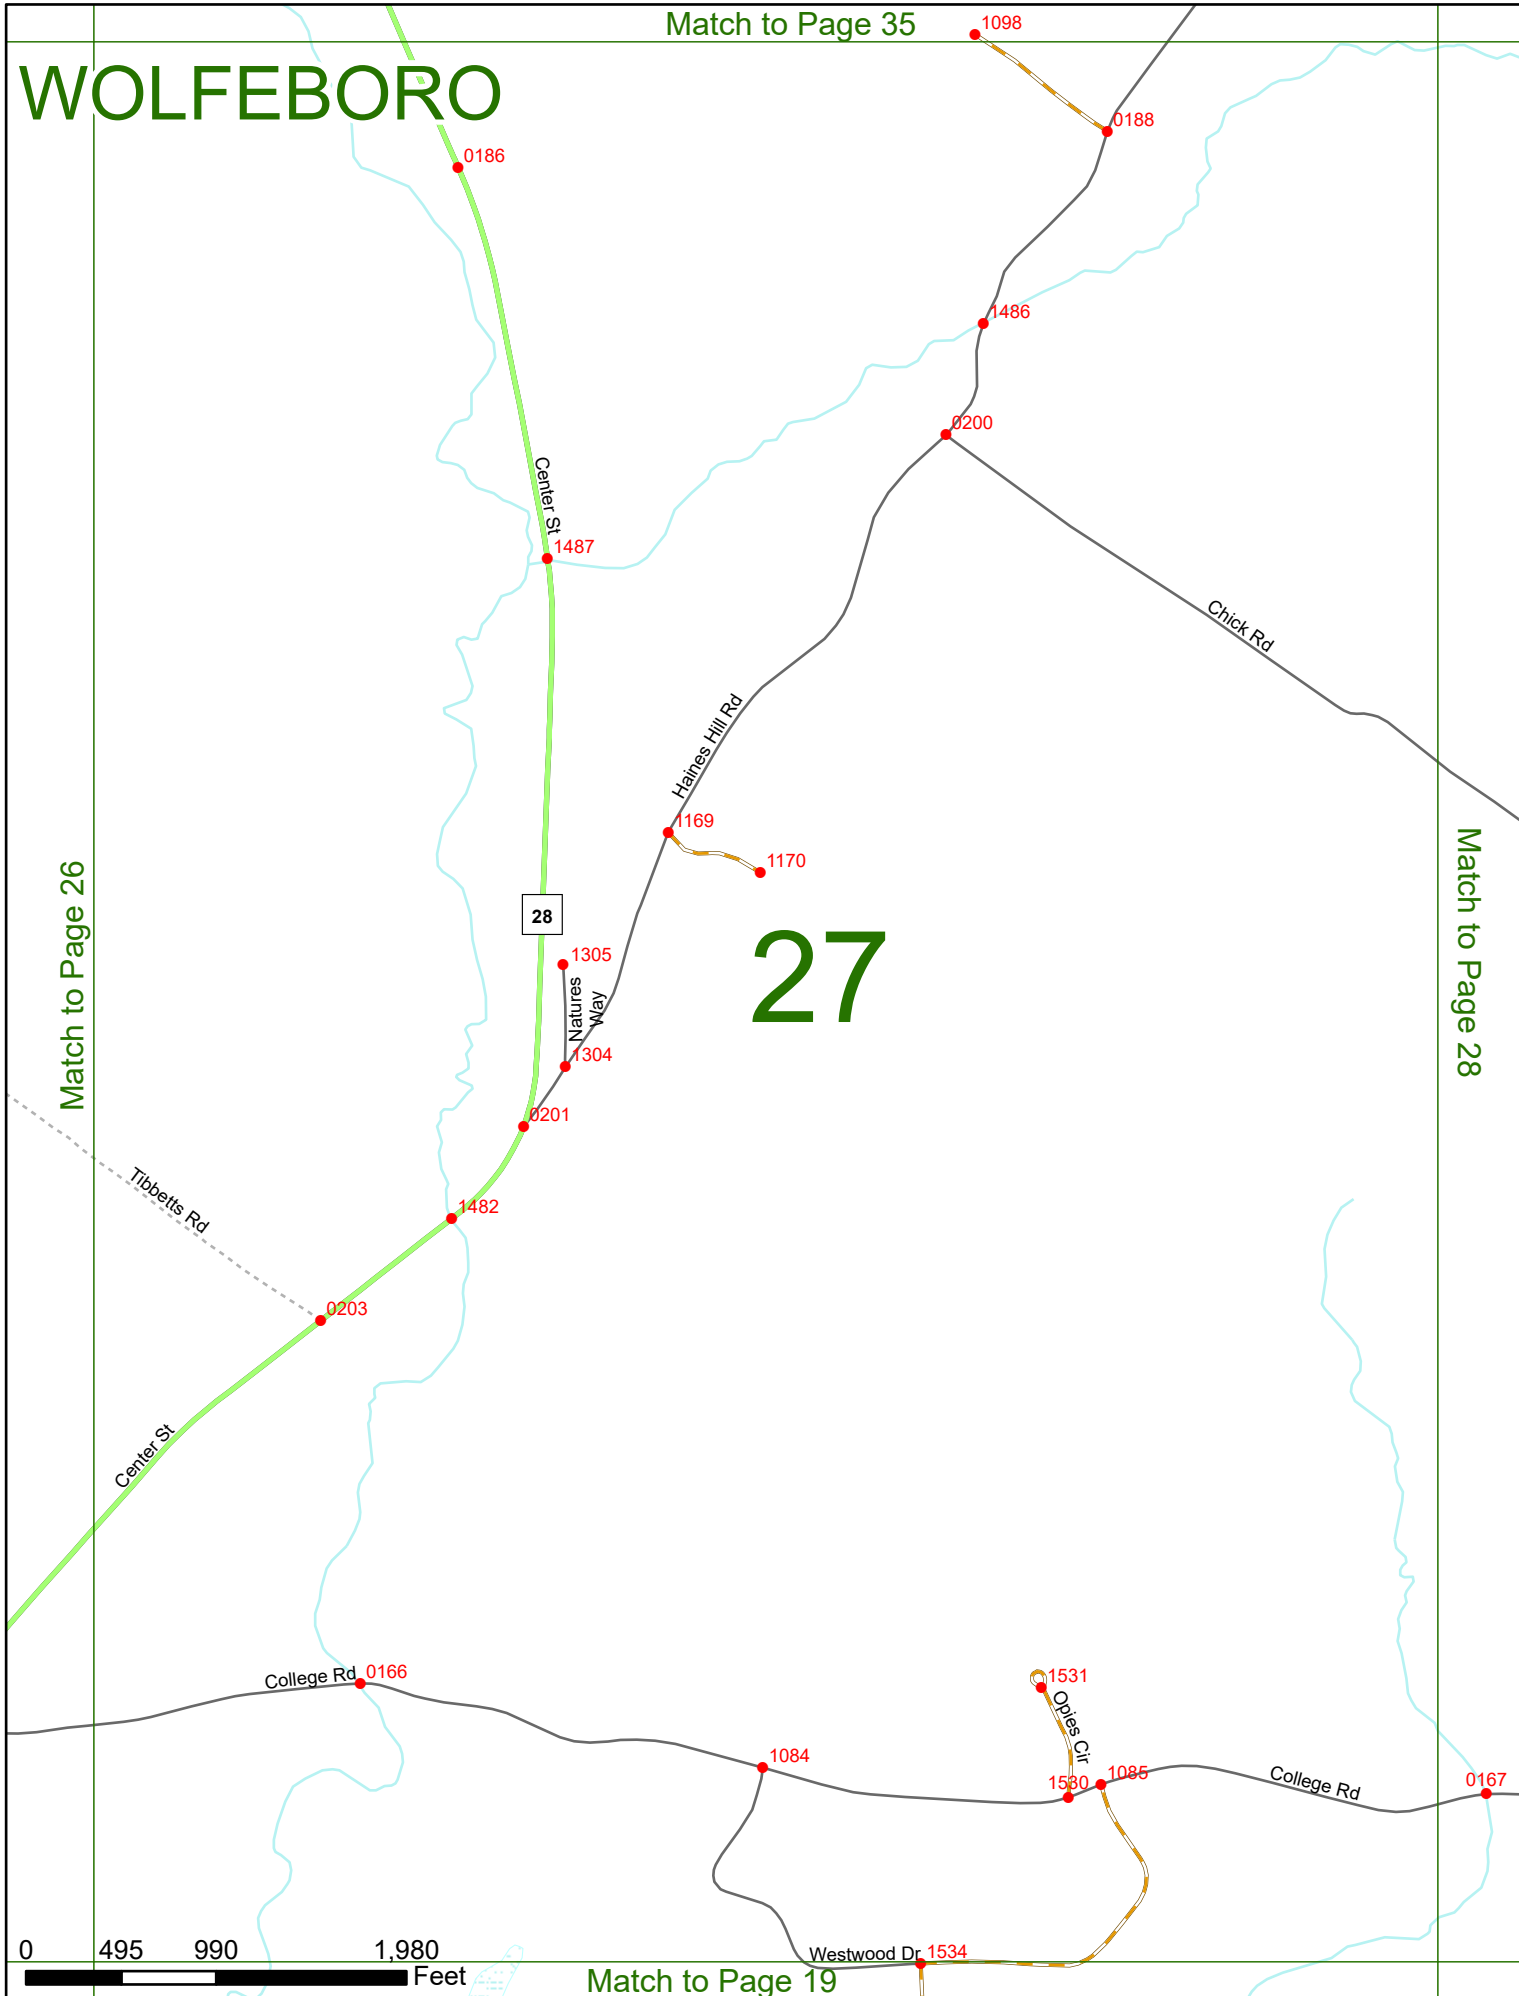 Match to Page 35
1098
WOLFEBORO
0188
0186
1486
0200
Center St
1487
Chick Rd
Haines Hill Rd
1169
1170
Match to Page 26
Match to Page 28
28
27
1305
Natures
Way
1304
0201
Tibbetts Rd
1482
0203
Center St
College Rd
0166
1531
Opies Cir
1084
1530
1085
College Rd
0167
0 495 990 1,980
Feet
Westwood Dr
1534
Match to Page 19